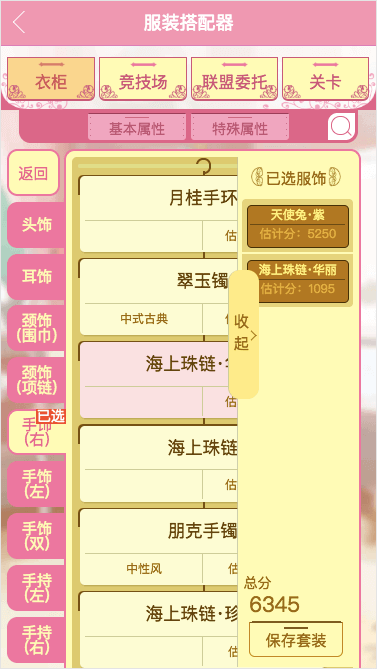 服装搭配器
衣柜
竞技场
联盟委托
关卡
基本属性
特殊属性
返回
头饰
耳饰
颈饰
(围巾)
颈饰
(项链)
已选
手饰
(右)
手饰
(左)
手饰
(双)
手持
(左)
手持
(右)
月桂手环
估
翠玉镯
中式古典
海上珠链·华
估
海上珠链
估
朋克手镯
中性风
估
海上珠链·珍
收
起
已选服饰
天使兔·紫
估计分：5250
海上珠链·华丽
估计分：1095
总分
6345
保存套装